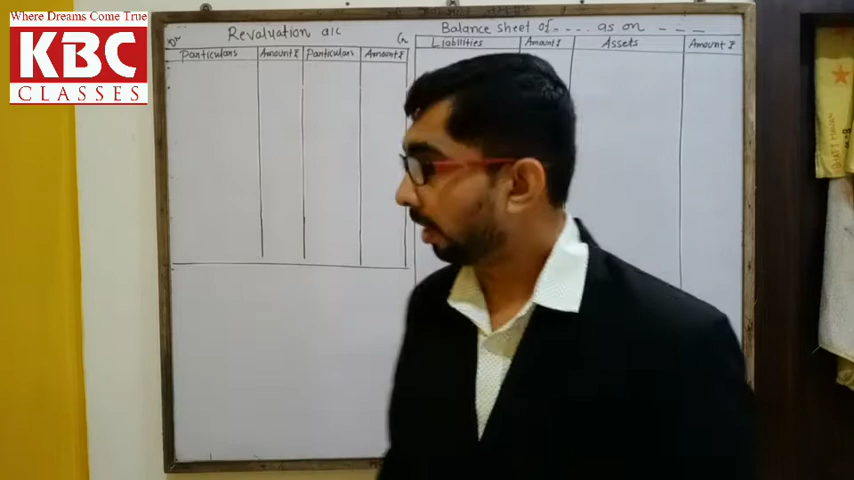 Where Dreams Come True
KBC
CLASSES
Revaluation a/c
Dr
Cr
Particulars Amount ₹ Particulars Amount ₹
Balance sheet of - - - - as on - - - -
Liabilities Amount ₹ Assets Amount ₹